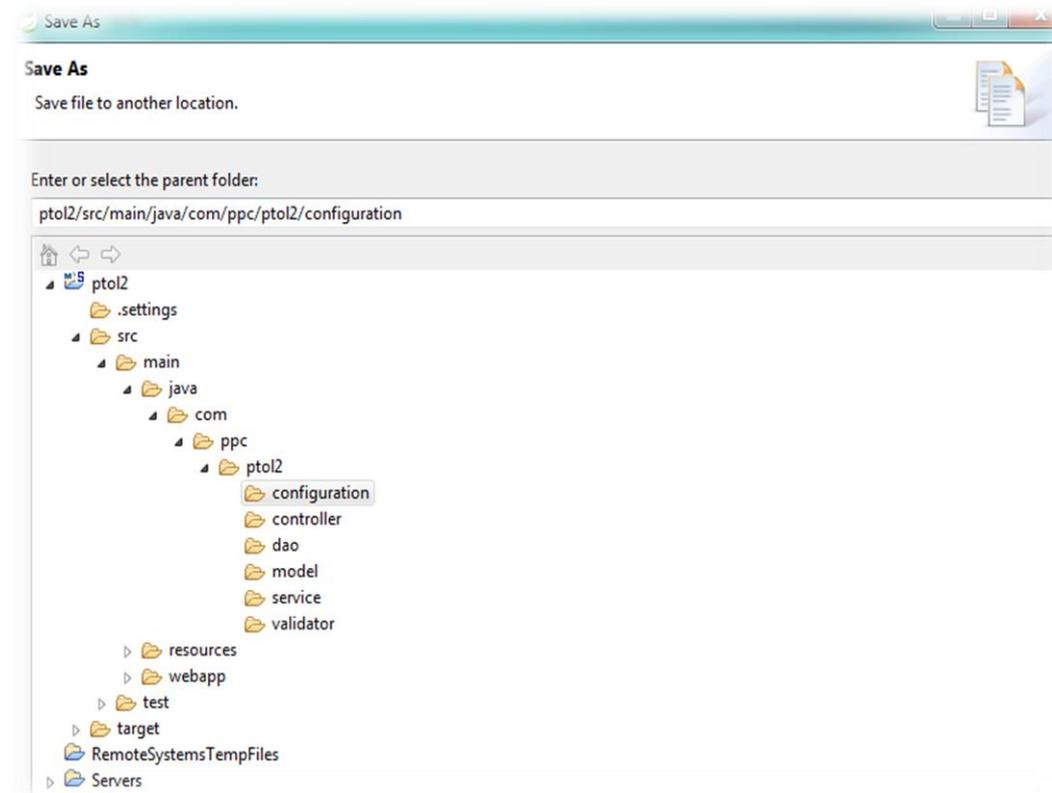 Save As
Save As
Save file to another location.
Enter or select the parent folder:
ptol2/src/main/java/com/ppc/ptol2/configuration
ptol2
.settings
src
main
java
com
ppc
ptol2
configuration
controller
dao
model
service
validator
resources
webapp
test
target
RemoteSystemsTempFiles
Servers